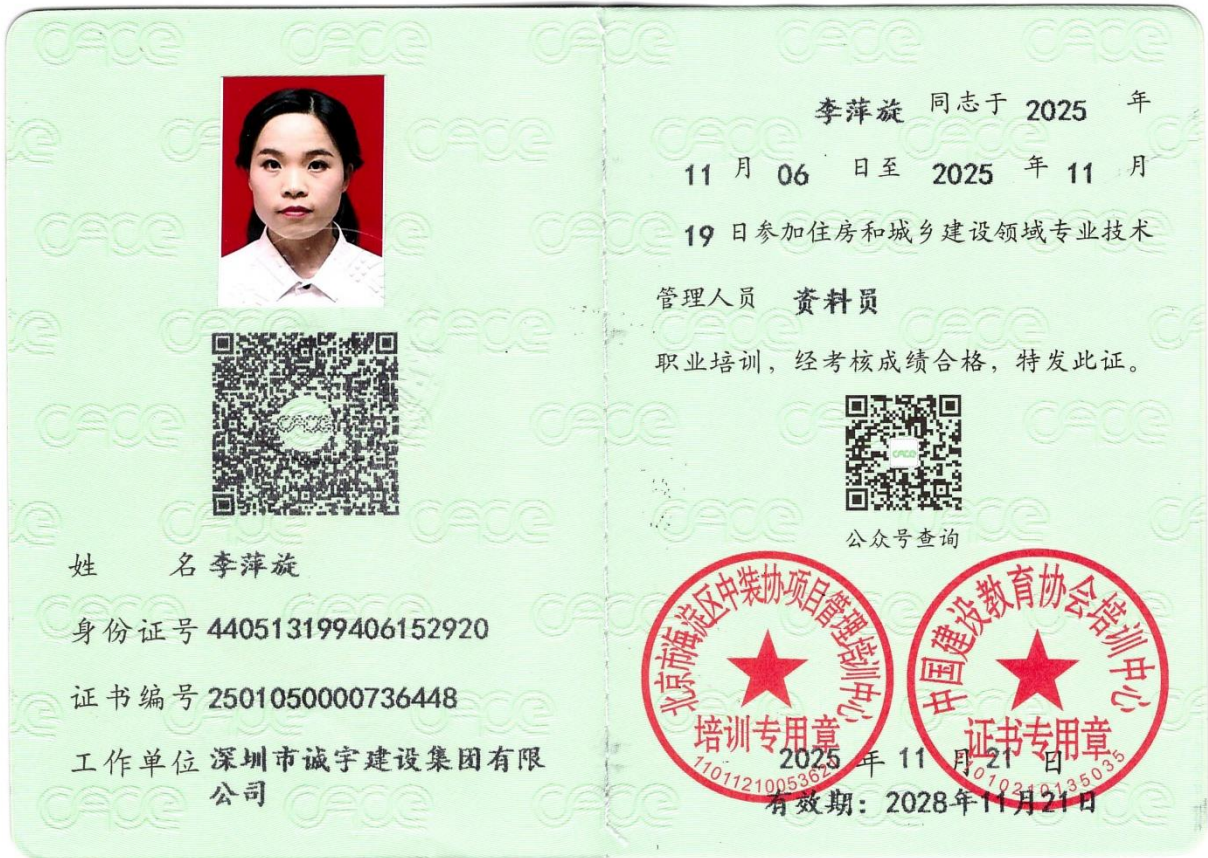 姓 名 李萍旋
身份证号 440513199406152920
证书编号 2501050000736448
工作单位 深圳市诚宇建设集团有限
公司
李萍旋 同志于 2025 年
11 月 06 日至 2025 年 11 月
19 日参加住房和城乡建设领域专业技术
管理人员 资料员
职业培训，经考核成绩合格，特发此证。
CACE
公众号查询
北京市海淀区中装协项目管理培训中心
培训专用章
中国建设教育协会培训中心
证书专用章
2025 年 11 月 21 日
有效期：2028年11月21日